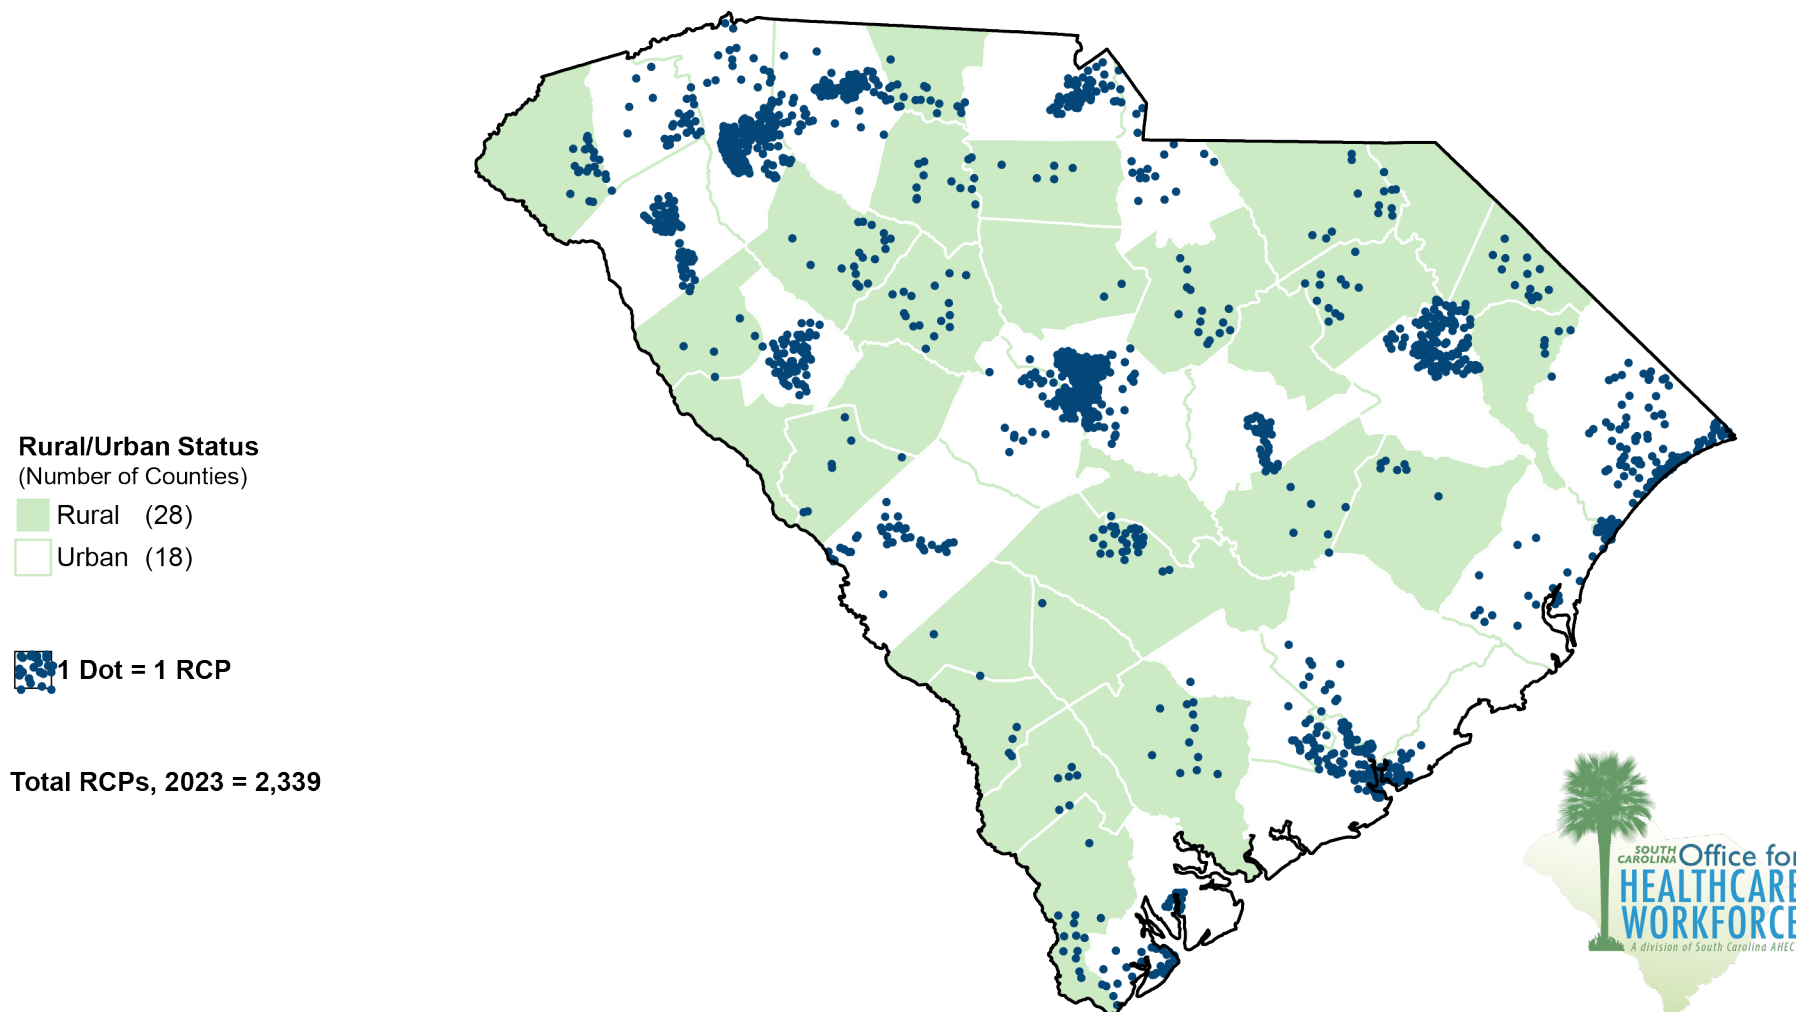 Rural/Urban Status
(Number of Counties)
Rural (28)
Urban (18)
1 Dot = 1 RCP
Total RCPs, 2023 = 2,339
SOUTH
CAROLINA
Office for
HEALTHCARE
WORKFORCE
A division of South Carolina AHEC